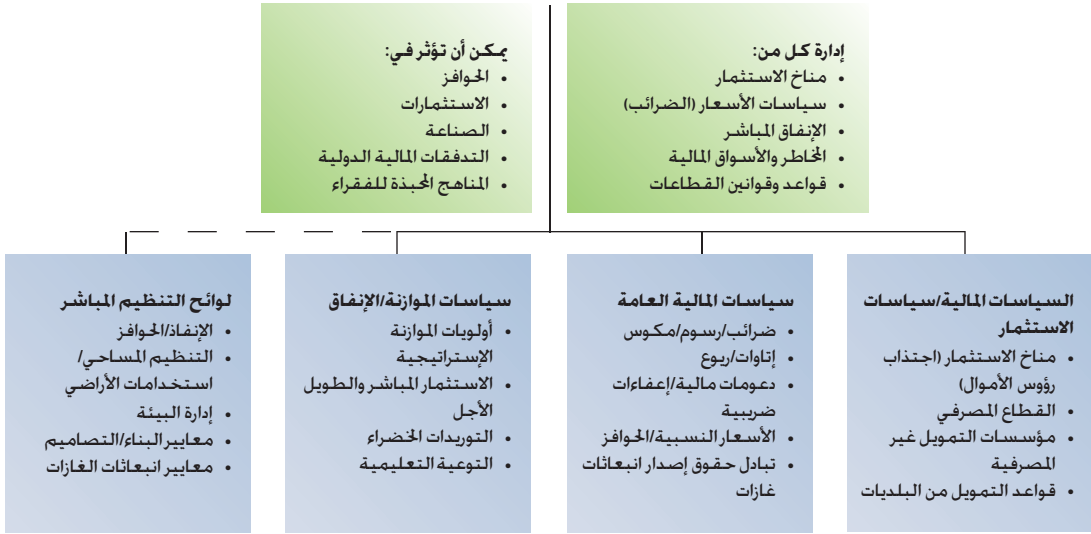 إدارة كل من:
• مناخ الاستثمار
• سياسات الأسعار (الضرائب)
• الإنفاق المباشر
• المخاطر والأسواق المالية
• قواعد وقوانين القطاعات
يمكن أن تؤثر في:
• الحوافز
• الاستثمارات
• الصناعة
• التدفقات المالية الدولية
• المناهج المحبذة للفقراء
السياسات المالية/سياسات
الاستثمار
• مناخ الاستثمار (اجتذاب
رؤوس الأموال)
• القطاع المصرفي
• مؤسسات التمويل غير
المصرفية
• قواعد التمويل من البلديات
سياسات المالية العامة
• ضرائب/رسوم/مكوس
• إتاوات/ريوع
• دعومات مالية/إعفاءات
ضريبية
• الأسعار النسبية/الحوافز
• تبادل حقوق إصدار انبعاثات
غازات
سياسات الموازنة/الإنفاق
• أولويات الموازنة
الإستراتيجية
• الاستثمار المباشر والطويل
الأجل
• التوريدات الخضراء
• التوعية التعليمية
لوائح التنظيم المباشر
• الإنفاذ/الحوافز
• التنظيم المساحي/
استخدامات الأراضي
• إدارة البيئة
• معايير البناء/التصاميم
• معايير انبعاثات الغازات